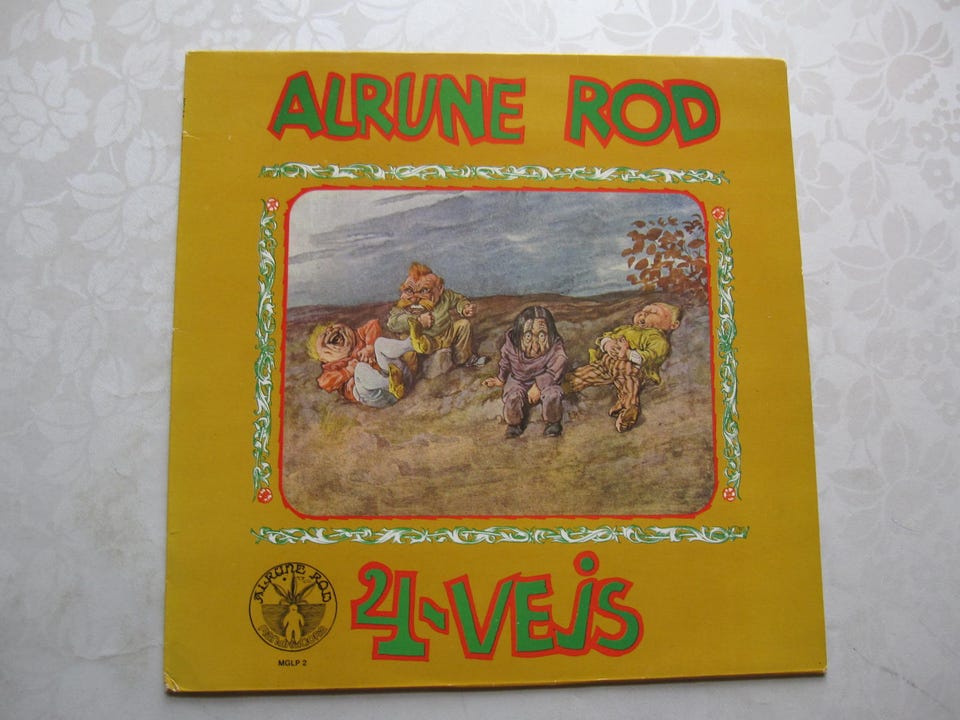 ALRUNE ROD
ALRUNE ROD
4-VEJS
MGLP 2